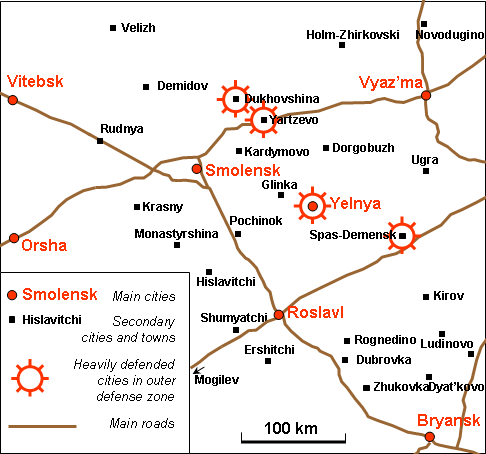 Velizh
Holm-Zhirkovski
Novodugino
Vitebsk
Demidov
Dukhovshina
Vyaz'ma
Yartzevo
Rudnya
Kardymovo
Dorogobuzh
Ugra
Smolensk
Glinka
Yelnya
Krasny
Pochinok
Spas-Demensk
Orsha
Monastyrshina
Hislavitchi
Kirov
Roslavl
Shumyatchi
Rognedino
Ludinovo
Ershitchi
Dubrovka
Mogilev
Zhukovka
Dyat'kovo
Bryansk
Smolensk
Main cities
Hislavitchi
Secondary
cities and towns
Heavily defended
cities in outer
defense zone
Main roads
100 km